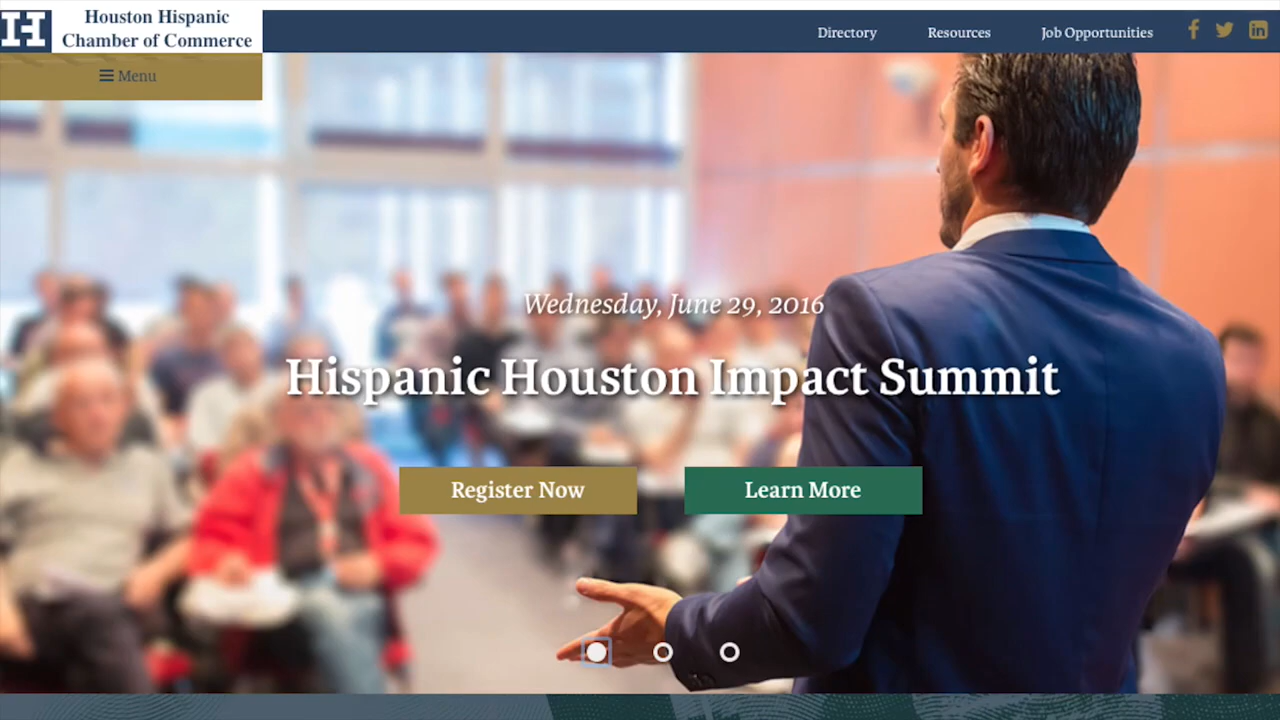 Houston Hispanic
Chamber of Commerce
Directory
Resources
Job Opportunities
Menu
Wednesday, June 29, 2016
Hispanic Houston Impact Summit
Register Now
Learn More